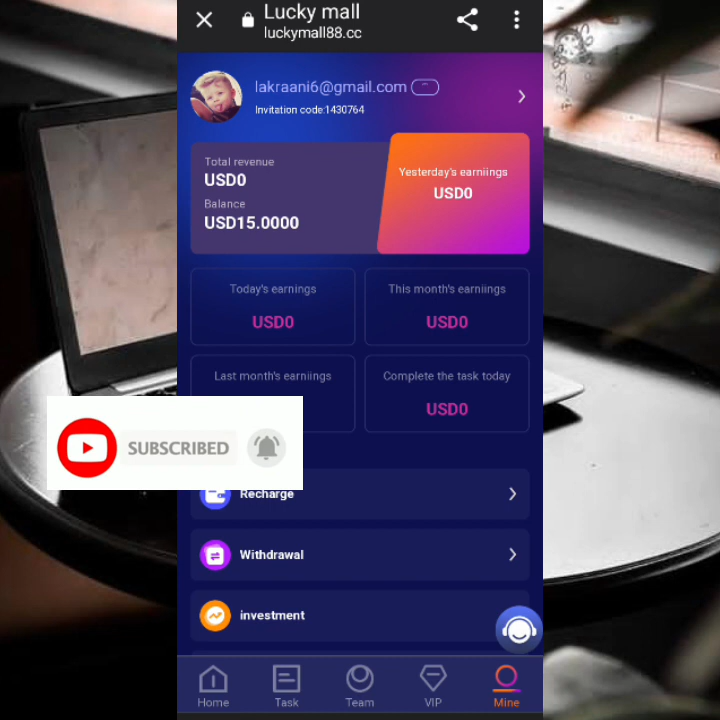 Lucky mall
luckymall88.cc
lakraani6@gmail.com
Invitation code:1430764
Total revenue
USD0
Balance
USD15.0000
Yesterday's earniings
USD0
Today's earnings
USD0
This month's earniings
USD0
Last month's earniings
Complete the task today
USD0
SUBSCRIBED
Recharge
Withdrawal
investment
Home
Task
Team
VIP
Mine